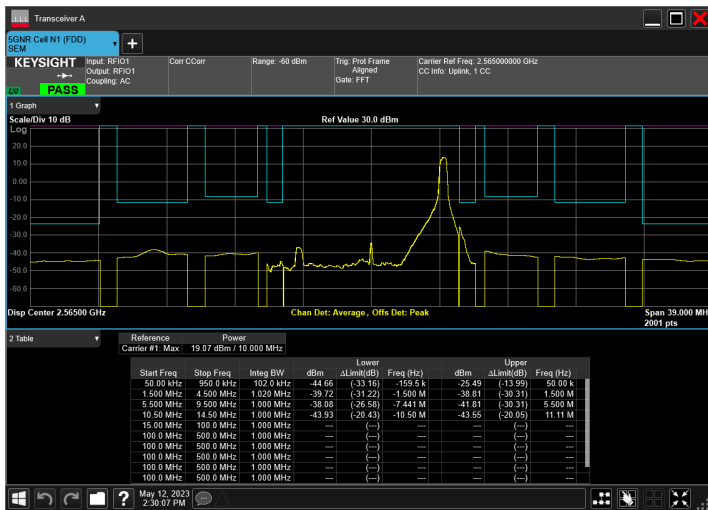 Transceiver A
5GNR Cell N1 (FDD)
SEM
KEYSIGHT
PASS
Input: RFIO1
Output: RFIO1
Coupling: AC
Corr CCorr
Range: -60 dBm
Trig: Prot Frame
Aligned
Gate: FFT
Carrier Ref Freq: 2.565000000 GHz
CC Info: Uplink, 1 CC
1 Graph
Scale/Div 10 dB
Ref Value 30.0 dBm
Log
20.0
10.0
0.00
-10.0
-20.0
-30.0
-40.0
-50.0
-60.0
Disp Center 2.56500 GHz
Chan Det: Average, Offs Det: Peak
Span 39.000 MH
2001 pts
2 Table
Reference Power
Carrier #1: Max 19.07 dBm / 10.000 MHz
Lower Upper
Start Freq Stop Freq Integ BW dBm ΔLimit(dB) Freq (Hz) dBm ΔLimit(dB) Freq (Hz)
50.00 kHz 950.0 kHz 102.0 kHz -44.66 (-33.16) -159.5 k -25.49 (-13.99) 50.00 k
1.500 MHz 4.500 MHz 1.020 MHz -39.72 (-31.22) -1.500 M -38.81 (-30.31) 1.500 M
5.500 MHz 9.500 MHz 1.000 MHz -38.08 (-26.58) -7.441 M -41.81 (-30.31) 5.500 M
10.50 MHz 14.50 MHz 1.000 MHz -43.93 (-20.43) -10.50 M -43.55 (-20.05) 11.11 M
15.00 MHz 100.0 MHz 1.000 MHz --- (---) --- --- (---) ---
100.0 MHz 500.0 MHz 1.000 MHz --- (---) --- --- (---) ---
100.0 MHz 500.0 MHz 1.000 MHz --- (---) --- --- (---) ---
100.0 MHz 500.0 MHz 1.000 MHz --- (---) --- --- (---) ---
100.0 MHz 500.0 MHz 1.000 MHz --- (---) --- --- (---) ---
100.0 MHz 500.0 MHz 1.000 MHz --- (---) --- --- (---) ---
May 12, 2023
2:30:07 PM